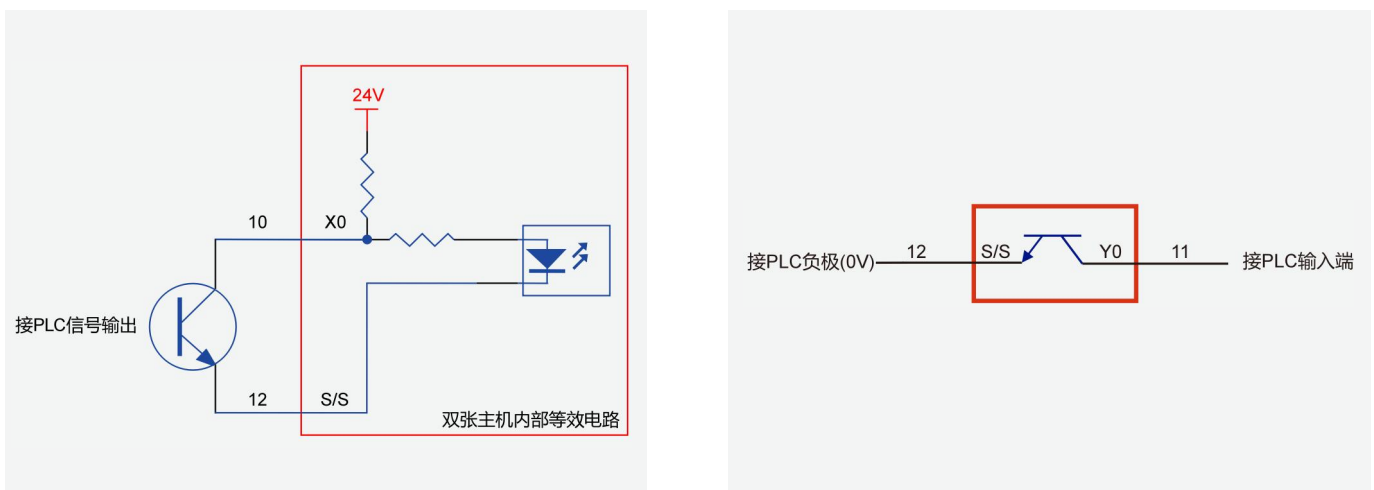 24V
10
X0
接PLC信号输出
12
S/S
双张主机内部等效电路
接PLC负极(0V)
12
S/S
Y0
11
接PLC输入端